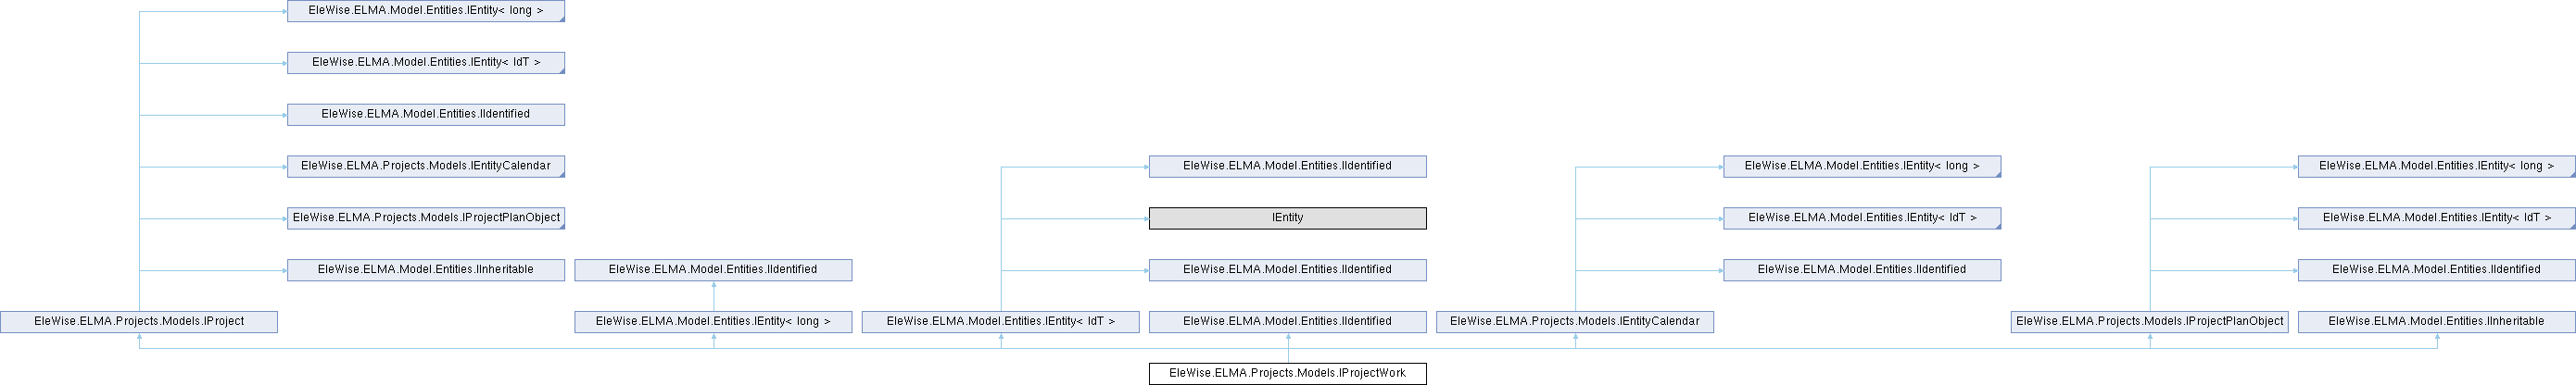 EleWise.ELMA.Model.Entities.IEntity< long >
EleWise.ELMA.Model.Entities.IEntity< IdT >
EleWise.ELMA.Model.Entities.IIdentified
EleWise.ELMA.Projects.Models.IEntityCalendar
EleWise.ELMA.Model.Entities.IIdentified
EleWise.ELMA.Model.Entities.IEntity< long >
EleWise.ELMA.Model.Entities.IEntity< long >
EleWise.ELMA.Projects.Models.IProjectPlanObject
IEntity
EleWise.ELMA.Model.Entities.IEntity< IdT >
EleWise.ELMA.Model.Entities.IEntity< IdT >
EleWise.ELMA.Model.Entities.IInheritable
EleWise.ELMA.Model.Entities.IIdentified
EleWise.ELMA.Model.Entities.IIdentified
EleWise.ELMA.Model.Entities.IIdentified
EleWise.ELMA.Model.Entities.IIdentified
EleWise.ELMA.Projects.Models.IProject
EleWise.ELMA.Model.Entities.IEntity< long >
EleWise.ELMA.Model.Entities.IEntity< IdT >
EleWise.ELMA.Model.Entities.IIdentified
EleWise.ELMA.Projects.Models.IEntityCalendar
EleWise.ELMA.Projects.Models.IProjectPlanObject
EleWise.ELMA.Model.Entities.IInheritable
EleWise.ELMA.Projects.Models.IProjectWork